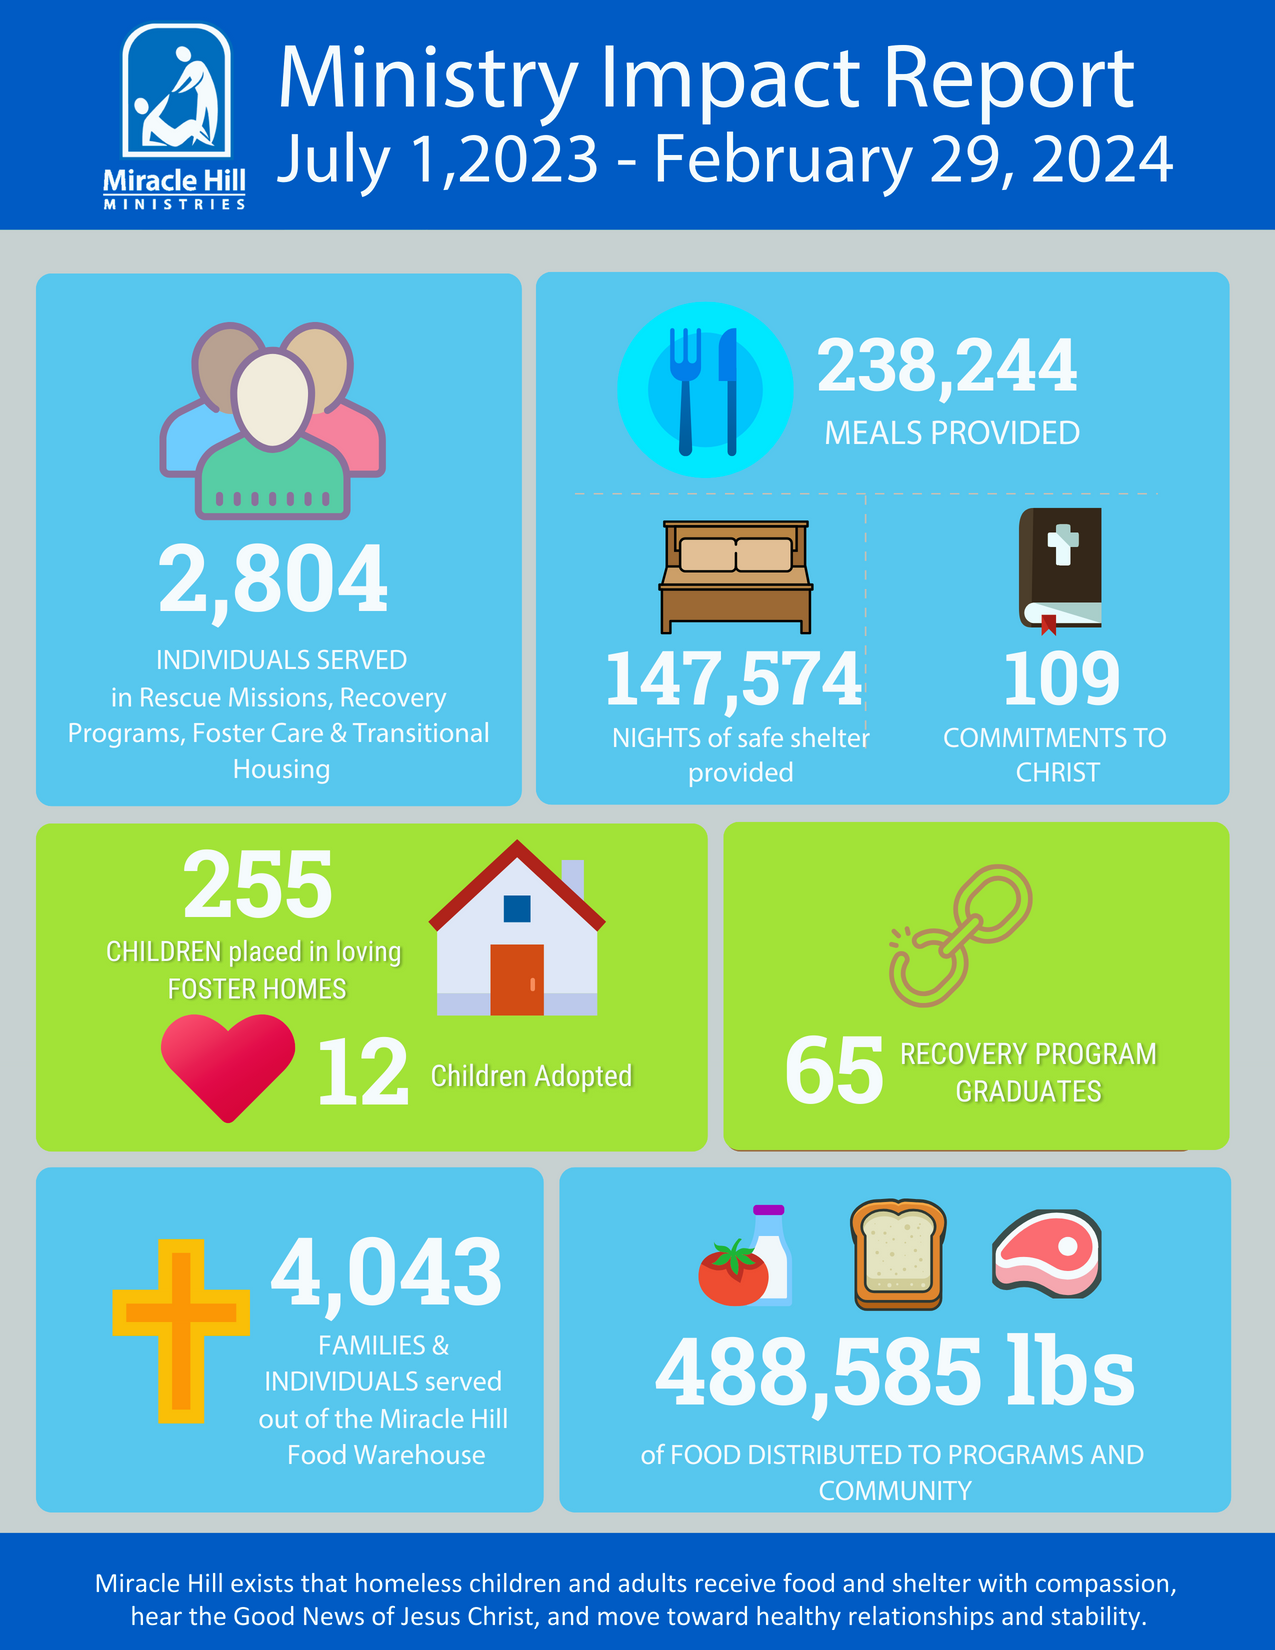 Miracle Hill
MINISTRIES
Ministry Impact Report
July 1,2023 - February 29, 2024
2,804
INDIVIDUALS SERVED
in Rescue Missions, Recovery
Programs, Foster Care & Transitional
Housing
238,244
MEALS PROVIDED
147,574
NIGHTS of safe shelter
provided
109
COMMITMENTS TO
CHRIST
255
CHILDREN placed in loving
FOSTER HOMES
12
Children Adopted
65
RECOVERY PROGRAM
GRADUATES
4,043
FAMILIES &
INDIVIDUALS served
out of the Miracle Hill
Food Warehouse
488,585 lbs
of FOOD DISTRIBUTED TO PROGRAMS AND
COMMUNITY
Miracle Hill exists that homeless children and adults receive food and shelter with compassion,
hear the Good News of Jesus Christ, and move toward healthy relationships and stability.